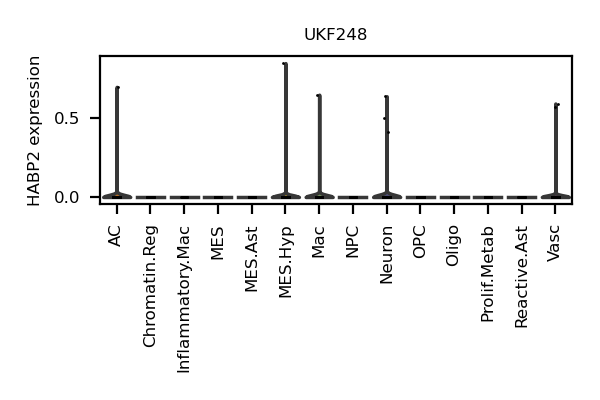 UKF248
HABP2 expression
0.5
0.0
AC
Chromatin.Reg
Inflammatory.Mac
MES
MES.Ast
MES.Hyp
Mac
NPC
Neuron
OPC
Oligo
Prolif.Metab
Reactive.Ast
Vasc